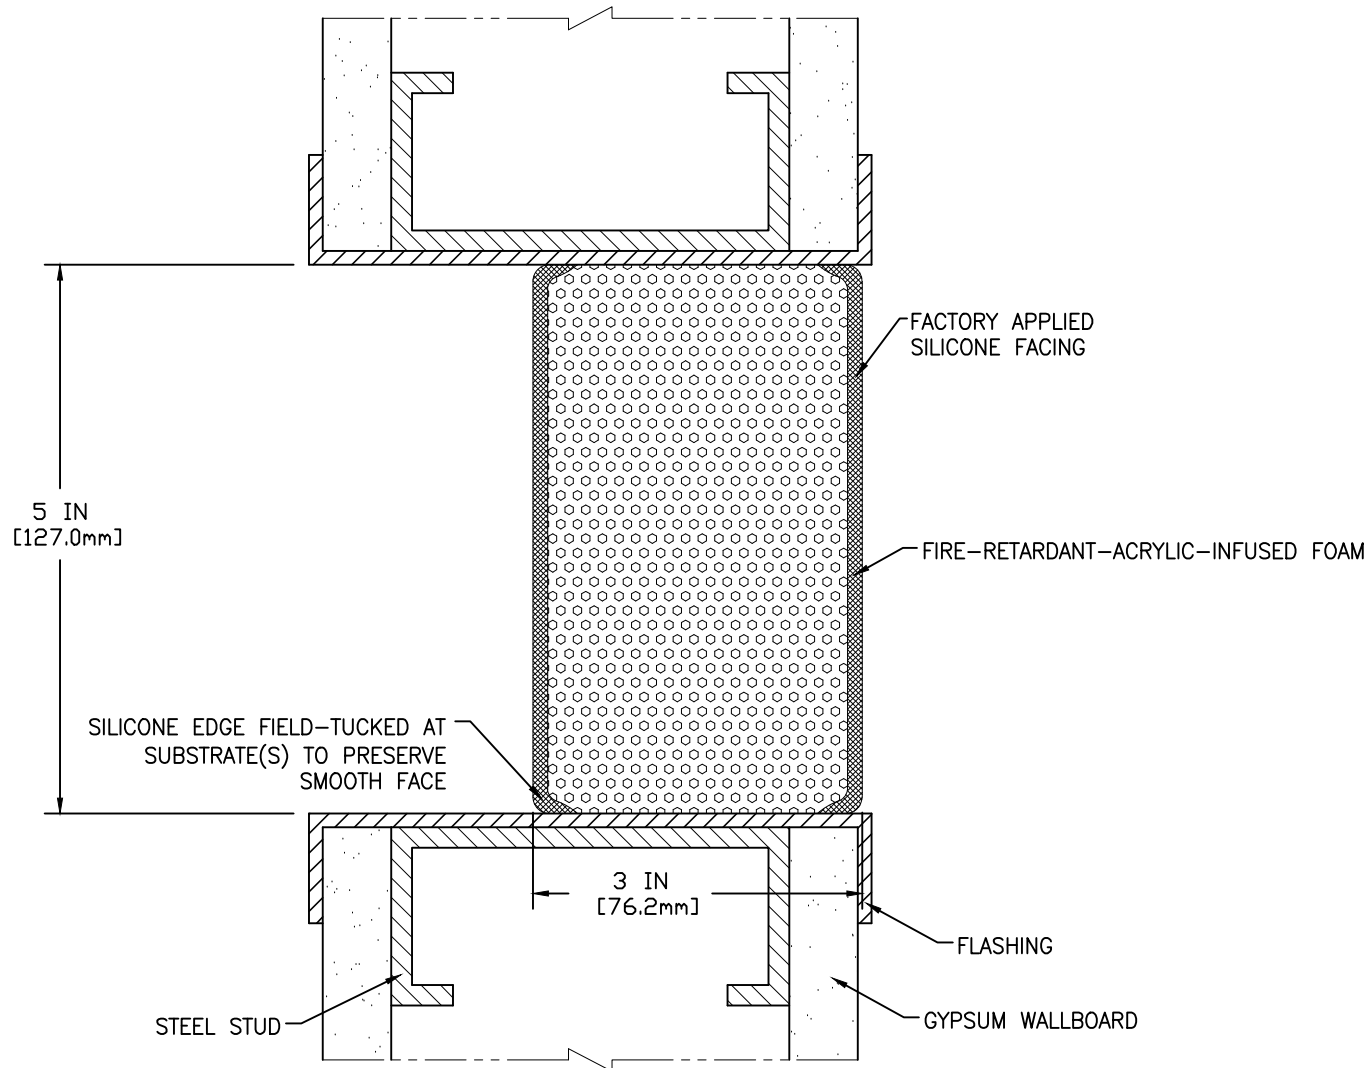 FACTORY APPLIED
SILICONE FACING
5 IN
[127.0mm]
FIRE-RETARDANT-ACRYLIC-INFUSED FOAM
SILICONE EDGE FIELD-TUCKED AT
SUBSTRATE(S) TO PRESERVE
SMOOTH FACE
3 IN
[76.2mm]
FLASHING
STEEL STUD
GYPSUM WALLBOARD